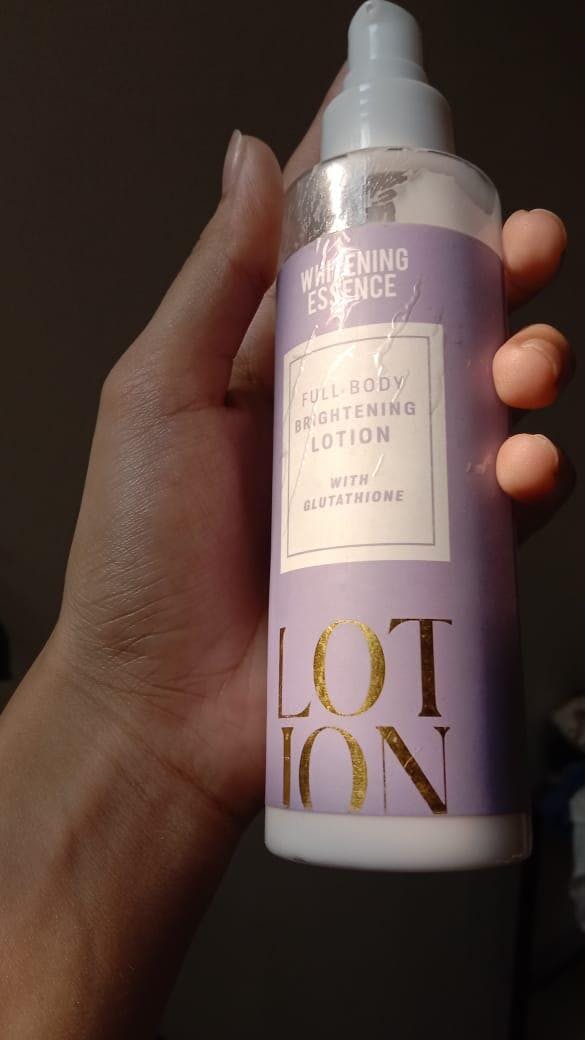 WHITENING
ESSENCE
FULL-BODY
BRIGHTENING
LOTION
WITH
GLUTATHIONE
LOT
ION